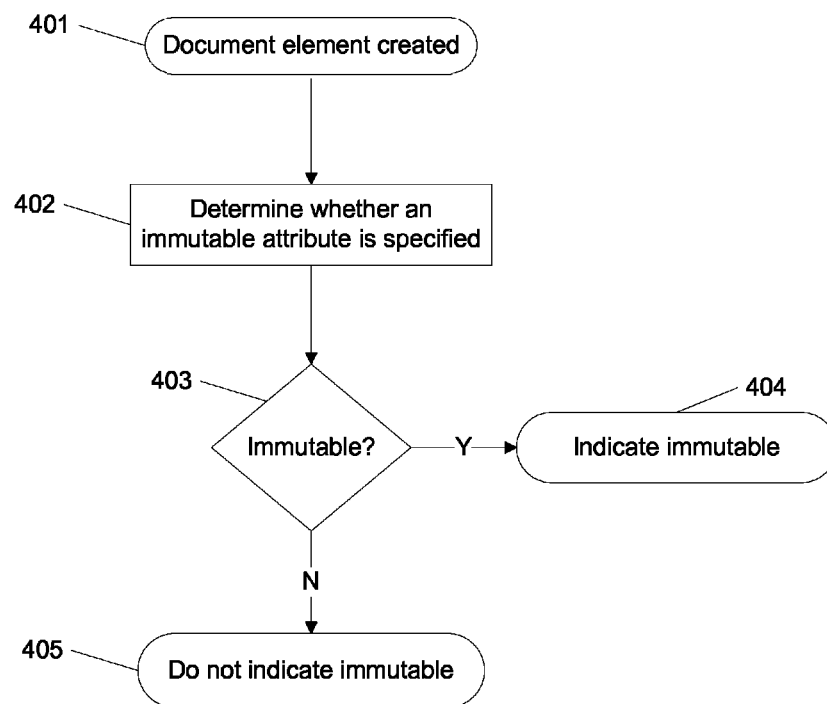 401
Document element created
402
Determine whether an
immutable attribute is specified
403
Immutable?
Y
404
Indicate immutable
N
405
Do not indicate immutable